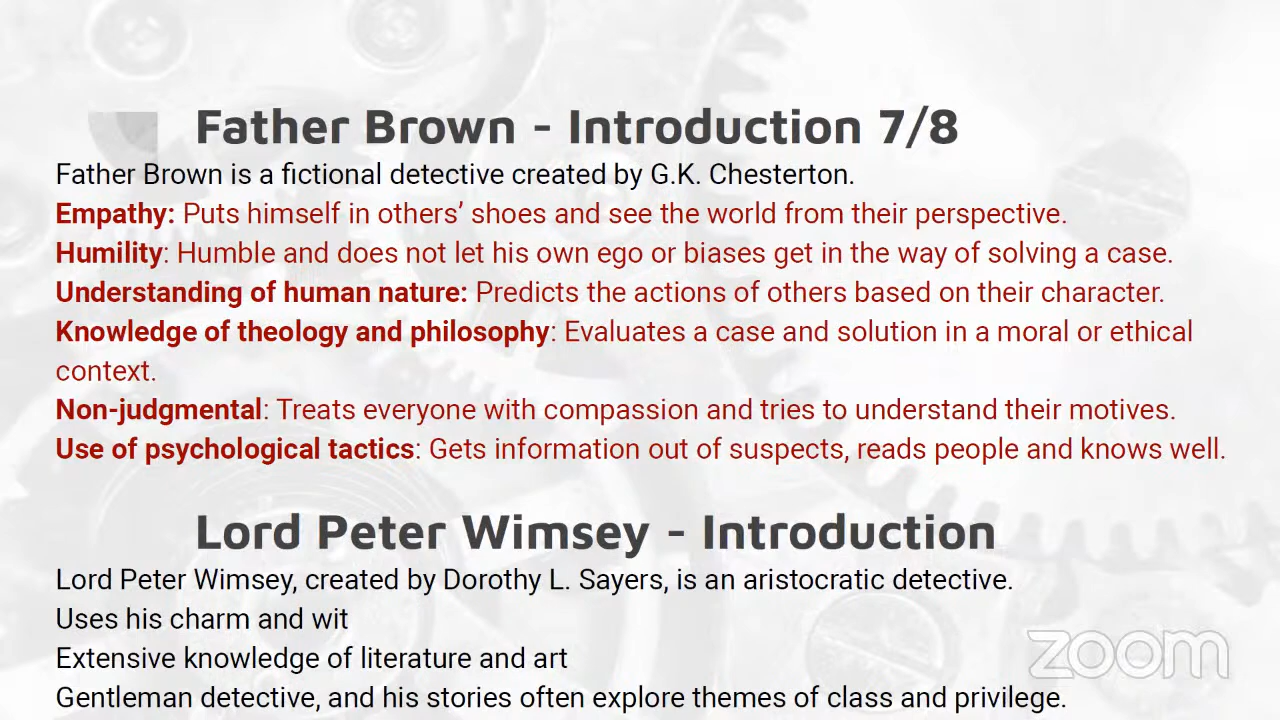 Father Brown - Introduction 7/8
Father Brown is a fictional detective created by G.K. Chesterton.
Empathy: Puts himself in others’ shoes and see the world from their perspective.
Humility: Humble and does not let his own ego or biases get in the way of solving a case.
Understanding of human nature: Predicts the actions of others based on their character.
Knowledge of theology and philosophy: Evaluates a case and solution in a moral or ethical
context.
Non-judgmental: Treats everyone with compassion and tries to understand their motives.
Use of psychological tactics: Gets information out of suspects, reads people and knows well.
Lord Peter Wimsey - Introduction
Lord Peter Wimsey, created by Dorothy L. Sayers, is an aristocratic detective.
Uses his charm and wit
Extensive knowledge of literature and art
Gentleman detective, and his stories often explore themes of class and privilege.
zoom